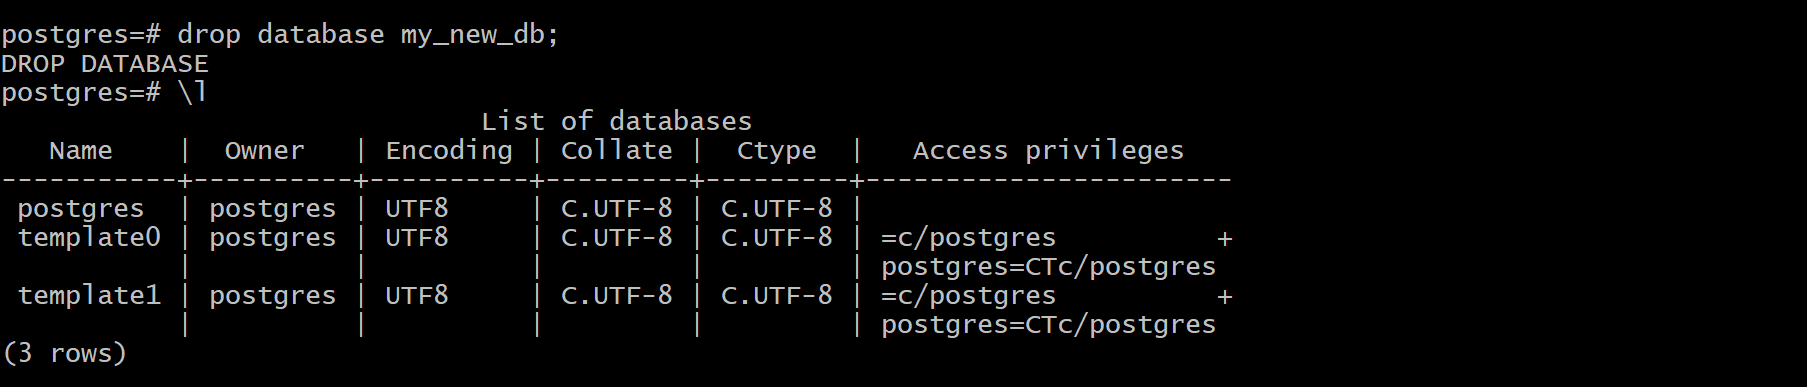 postgres=# drop database my_new_db;
DROP DATABASE
postgres=# \l
                              List of databases
   Name    |  Owner   | Encoding | Collate |  Ctype  |   Access privileges
-----------+----------+----------+---------+---------+-----------------------
 postgres  | postgres | UTF8     | C.UTF-8 | C.UTF-8 |
 template0 | postgres | UTF8     | C.UTF-8 | C.UTF-8 | =c/postgres          +
           |          |          |         |         | postgres=CTc/postgres
 template1 | postgres | UTF8     | C.UTF-8 | C.UTF-8 | =c/postgres          +
           |          |          |         |         | postgres=CTc/postgres
(3 rows)